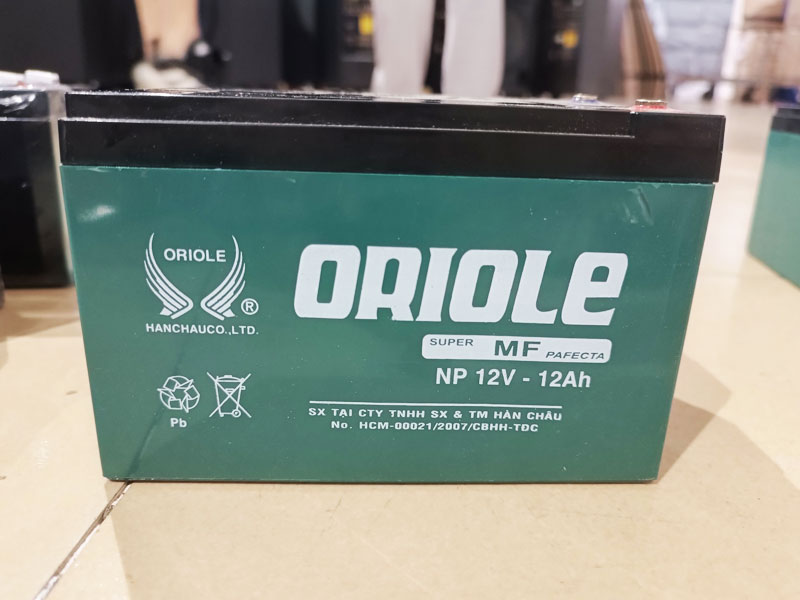 ORIOLE
®
HANCHAUCO.,LTD.
ORIOLE
SUPER MF PAFECTA
NP 12V - 12Ah
Pb
SX TẠI CTY TNHH SX & TM HÀN CHÂU
No. HCM-00021/2007/CBHH-TĐC